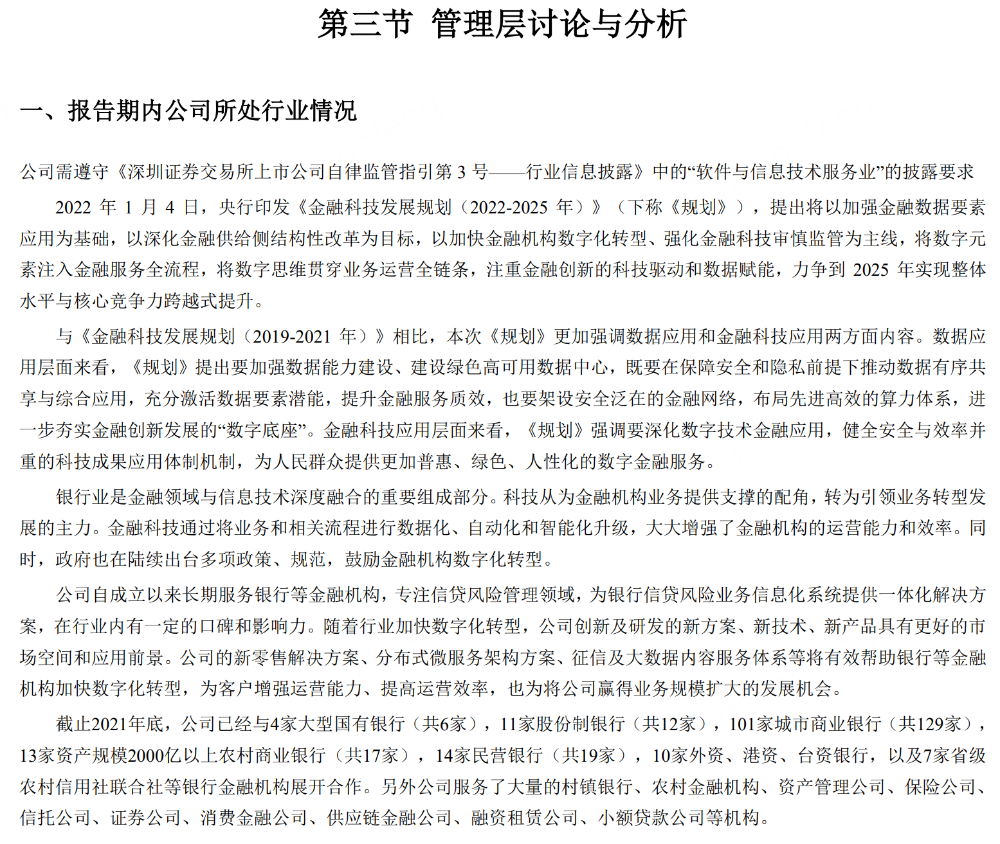 第三节 管理层讨论与分析
一、报告期内公司所处行业情况
公司需遵守《深圳证券交易所上市公司自律监管指引第 3 号——行业信息披露》中的“软件与信息技术服务业”的披露要求
2022 年 1 月 4 日，央行印发《金融科技发展规划（2022-2025 年）》（下称《规划》），提出将以加强金融数据要素
应用为基础，以深化金融供给侧结构性改革为目标，以加快金融机构数字化转型、强化金融科技审慎监管为主线，将数字元
素注入金融服务全流程，将数字思维贯穿业务运营全链条，注重金融创新的科技驱动和数据赋能，力争到 2025 年实现整体
水平与核心竞争力跨越式提升。
与《金融科技发展规划（2019-2021 年）》相比，本次《规划》更加强调数据应用和金融科技应用两方面内容。数据应
用层面来看，《规划》提出要加强数据能力建设、建设绿色高可用数据中心，既要在保障安全和隐私前提下推动数据有序共
享与综合应用，充分激活数据要素潜能，提升金融服务质效，也要架设安全泛在的金融网络，布局先进高效的算力体系，进
一步夯实金融创新发展的“数字底座”。金融科技应用层面来看，《规划》强调要深化数字技术金融应用，健全安全与效率并
重的科技成果应用体制机制，为人民群众提供更加普惠、绿色、人性化的数字金融服务。
银行业是金融领域与信息技术深度融合的重要组成部分。科技从为金融机构业务提供支撑的配角，转为引领业务转型发
展的主力。金融科技通过将业务和相关流程进行数据化、自动化和智能化升级，大大增强了金融机构的运营能力和效率。同
时，政府也在陆续出台多项政策、规范，鼓励金融机构数字化转型。
公司自成立以来长期服务银行等金融机构，专注信贷风险管理领域，为银行信贷风险业务信息化系统提供一体化解决方
案，在行业内有一定的口碑和影响力。随着行业加快数字化转型，公司创新及研发的新方案、新技术、新产品具有更好的市
场空间和应用前景。公司的新零售解决方案、分布式微服务架构方案、征信及大数据内容服务体系等将有效帮助银行等金融
机构加快数字化转型，为客户增强运营能力、提高运营效率，也为将公司赢得业务规模扩大的发展机会。
截止2021年底，公司已经与4家大型国有银行（共6家），11家股份制银行（共12家），101家城市商业银行（共129家），
13家资产规模2000亿以上农村商业银行（共17家），14家民营银行（共19家），10家外资、港资、台资银行，以及7家省级
农村信用社联合社等银行金融机构展开合作。另外公司服务了大量的村镇银行、农村金融机构、资产管理公司、保险公司、
信托公司、证券公司、消费金融公司、供应链金融公司、融资租赁公司、小额贷款公司等机构。